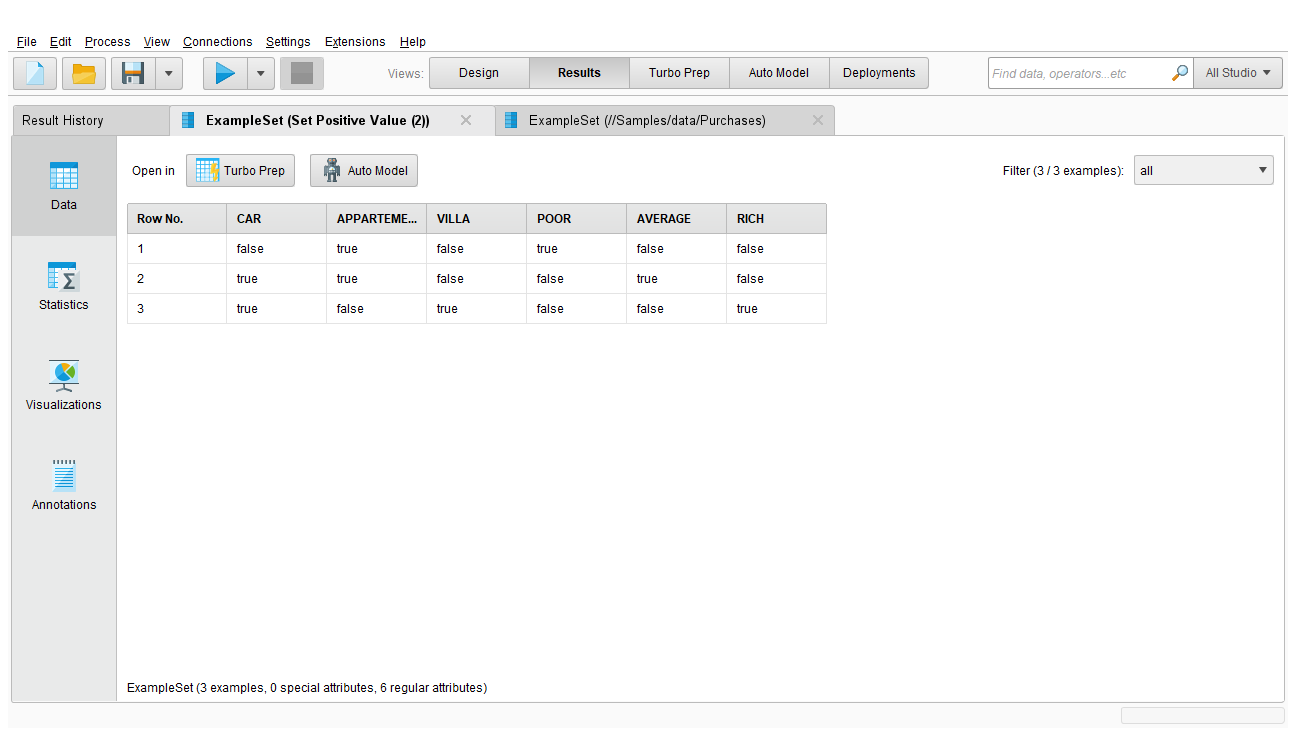 File Edit Process View Connections Settings Extensions Help
Views: Design Results Turbo Prep Auto Model Deployments Find data, operators...etc All Studio
Result History ExampleSet (Set Positive Value (2)) ExampleSet (//Samples/data/Purchases)
Data
Statistics
Visualizations
Annotations
Open in Turbo Prep Auto Model Filter (3 / 3 examples): all
Row No. CAR APPARTEME... VILLA POOR AVERAGE RICH
1 false true false true false false
2 true true false false true false
3 true false true false false true
ExampleSet (3 examples, 0 special attributes, 6 regular attributes)